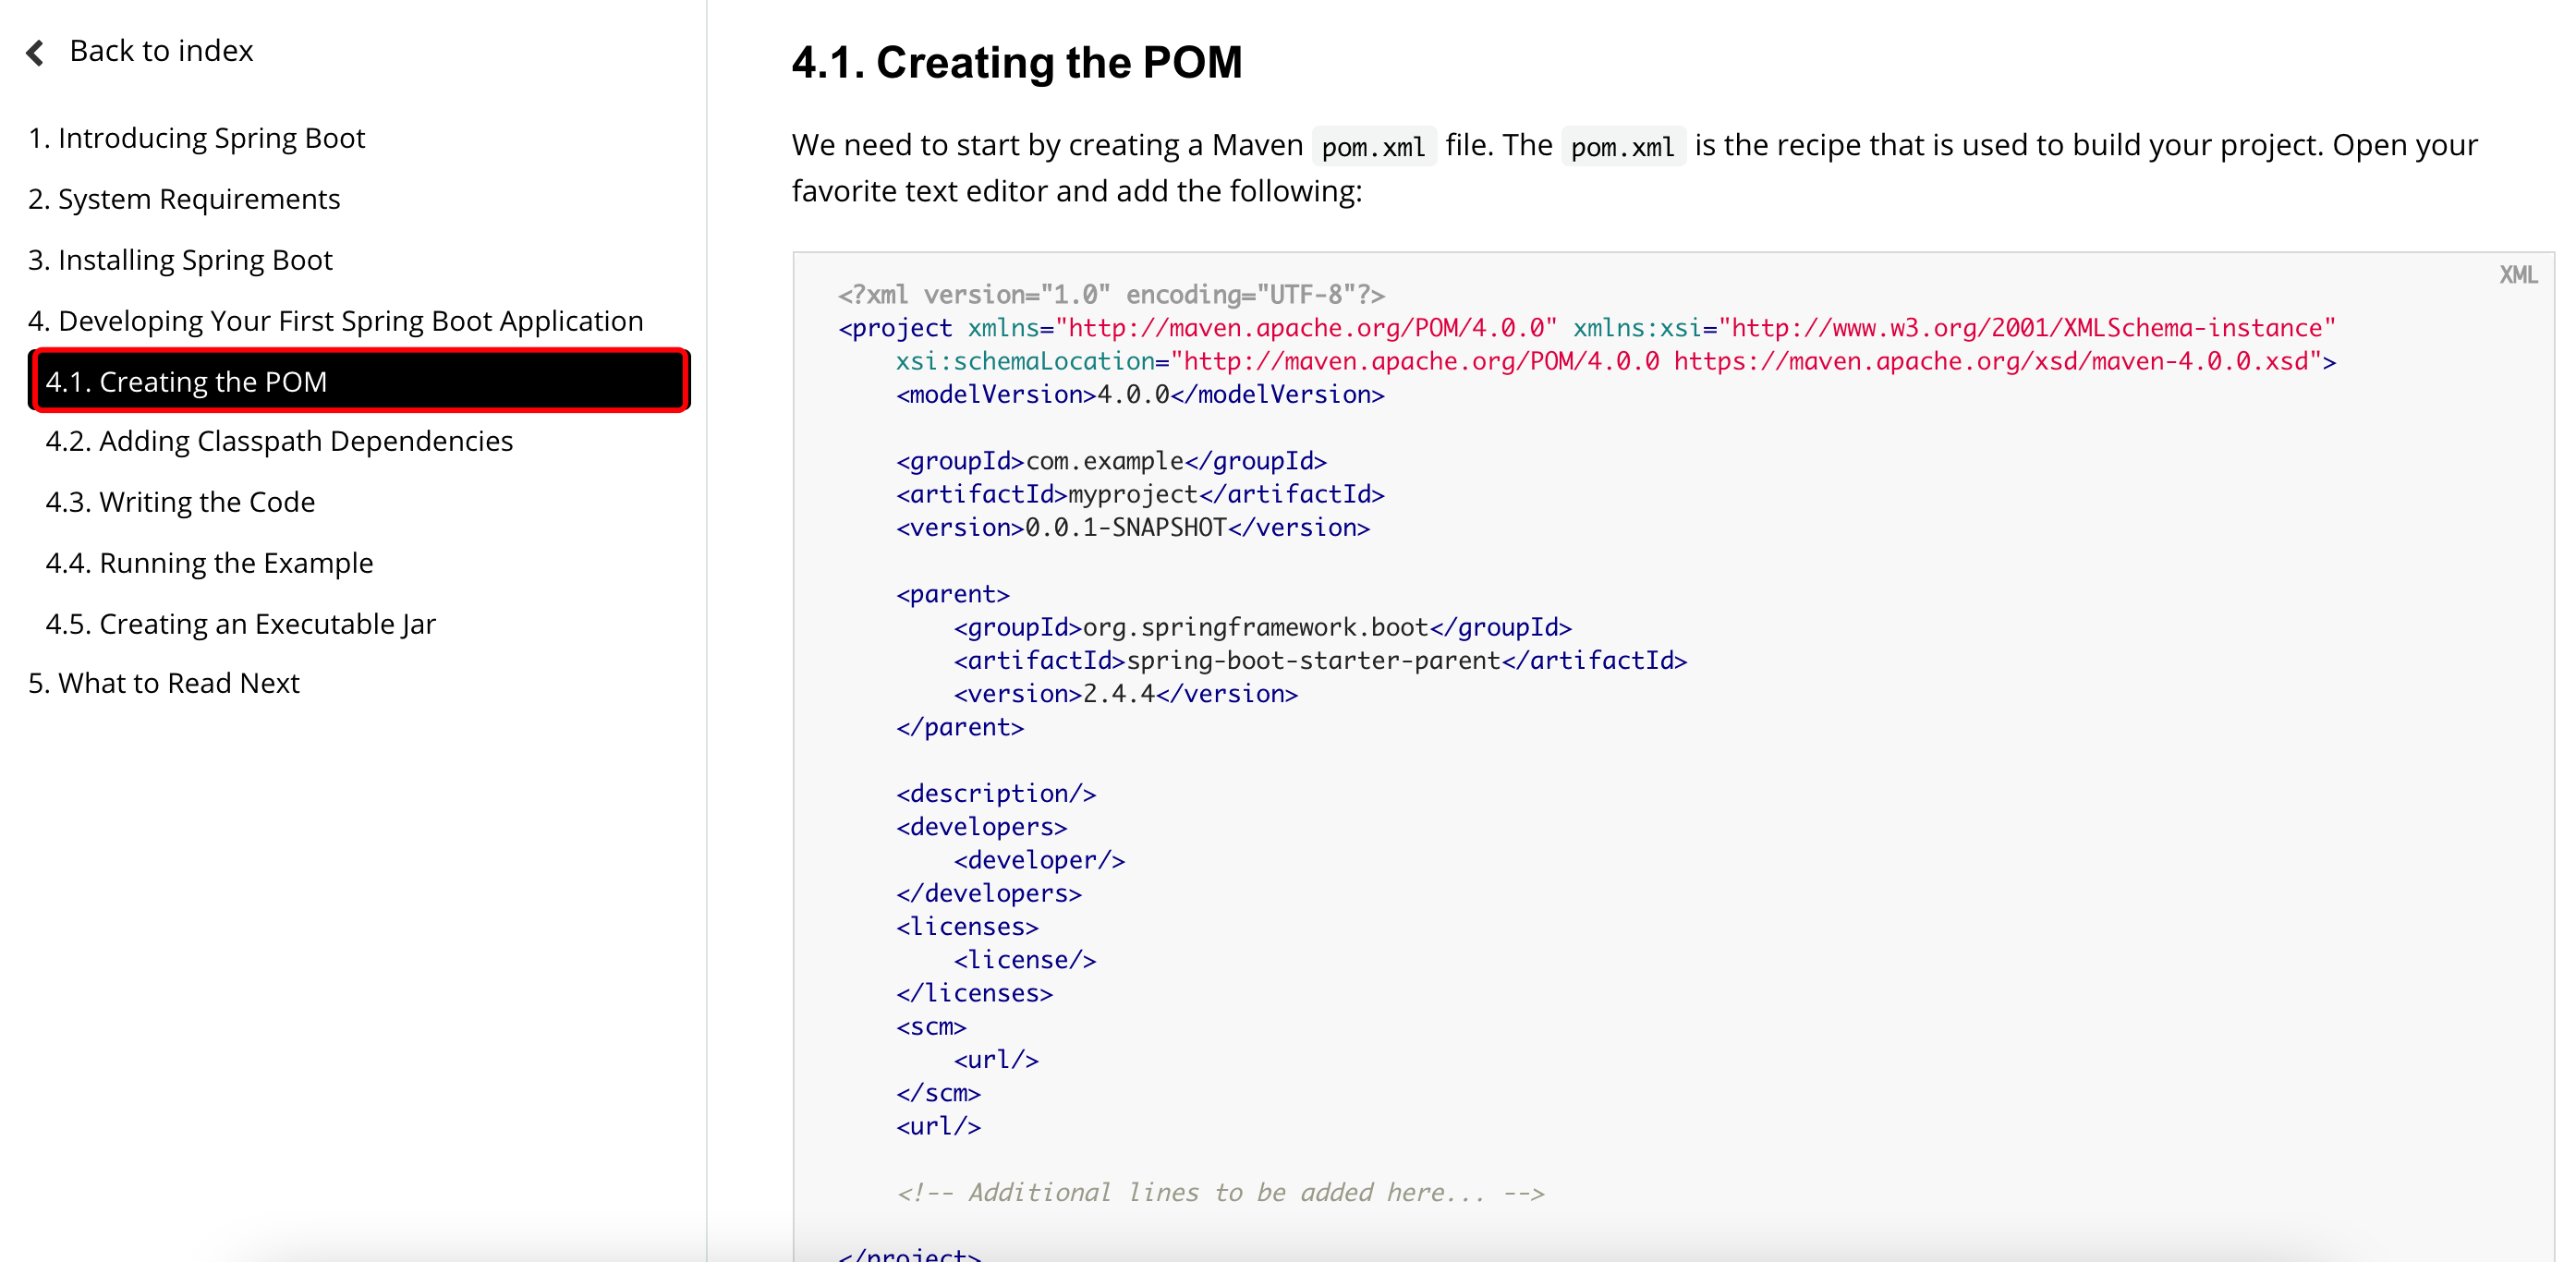 Back to index
1. Introducing Spring Boot
2. System Requirements
3. Installing Spring Boot
4. Developing Your First Spring Boot Application
4.1. Creating the POM
4.2. Adding Classpath Dependencies
4.3. Writing the Code
4.4. Running the Example
4.5. Creating an Executable Jar
5. What to Read Next
4.1. Creating the POM
We need to start by creating a Maven pom.xml file. The pom.xml is the recipe that is used to build your project. Open your
favorite text editor and add the following:
XML
<?xml version="1.0" encoding="UTF-8"?>
<project xmlns="http://maven.apache.org/POM/4.0.0" xmlns:xsi="http://www.w3.org/2001/XMLSchema-instance"
    xsi:schemaLocation="http://maven.apache.org/POM/4.0.0 https://maven.apache.org/xsd/maven-4.0.0.xsd">
    <modelVersion>4.0.0</modelVersion>
    <groupId>com.example</groupId>
    <artifactId>myproject</artifactId>
    <version>0.0.1-SNAPSHOT</version>
    <parent>
        <groupId>org.springframework.boot</groupId>
        <artifactId>spring-boot-starter-parent</artifactId>
        <version>2.4.4</version>
    </parent>
    <description/>
    <developers>
        <developer/>
    </developers>
    <licenses>
        <license/>
    </licenses>
    <scm>
        <url/>
    </scm>
    <url/>
    <!-- Additional lines to be added here... -->
</project>